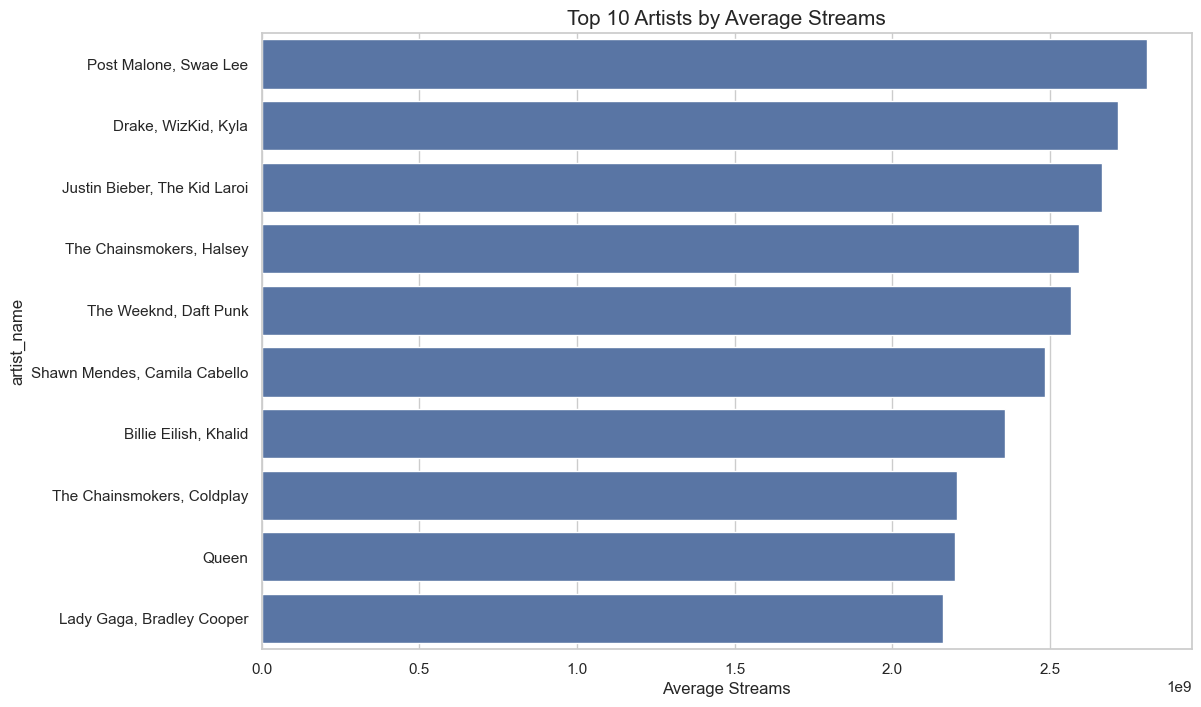 Top 10 Artists by Average Streams
artist_name
Post Malone, Swae Lee
Drake, WizKid, Kyla
Justin Bieber, The Kid Laroi
The Chainsmokers, Halsey
The Weeknd, Daft Punk
Shawn Mendes, Camila Cabello
Billie Eilish, Khalid
The Chainsmokers, Coldplay
Queen
Lady Gaga, Bradley Cooper
0.0 0.5 1.0 1.5 2.0 2.5
Average Streams
1e9